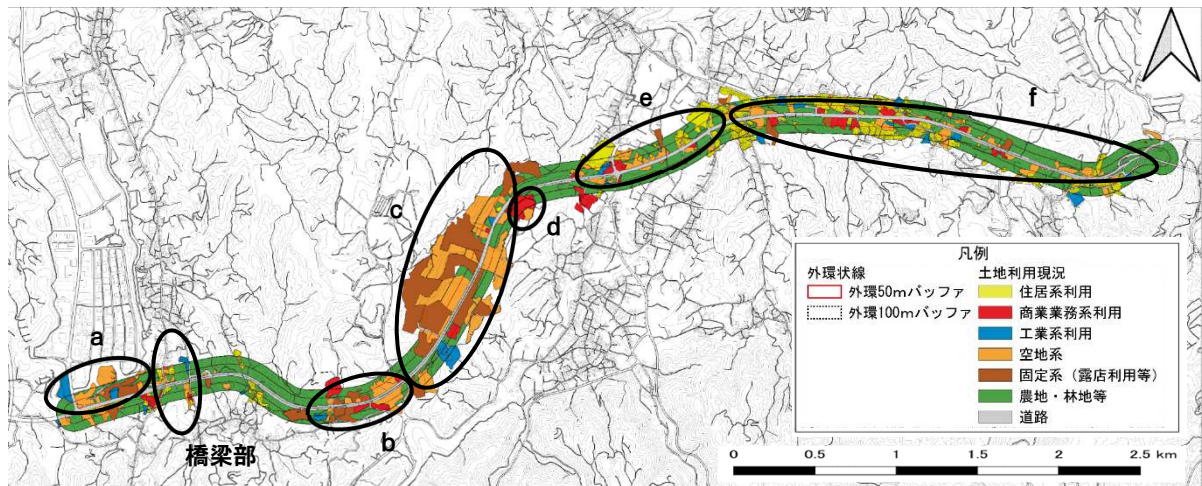 e
f
c
d
a
b
橋梁部
凡例
外環状線
外環50mバッファ
外環100mバッファ
土地利用現況
住居系利用
商業業務系利用
工業系利用
空地系
固定系（露店利用等）
農地・林地等
道路
0 0.5 1 1.5 2 2.5 km